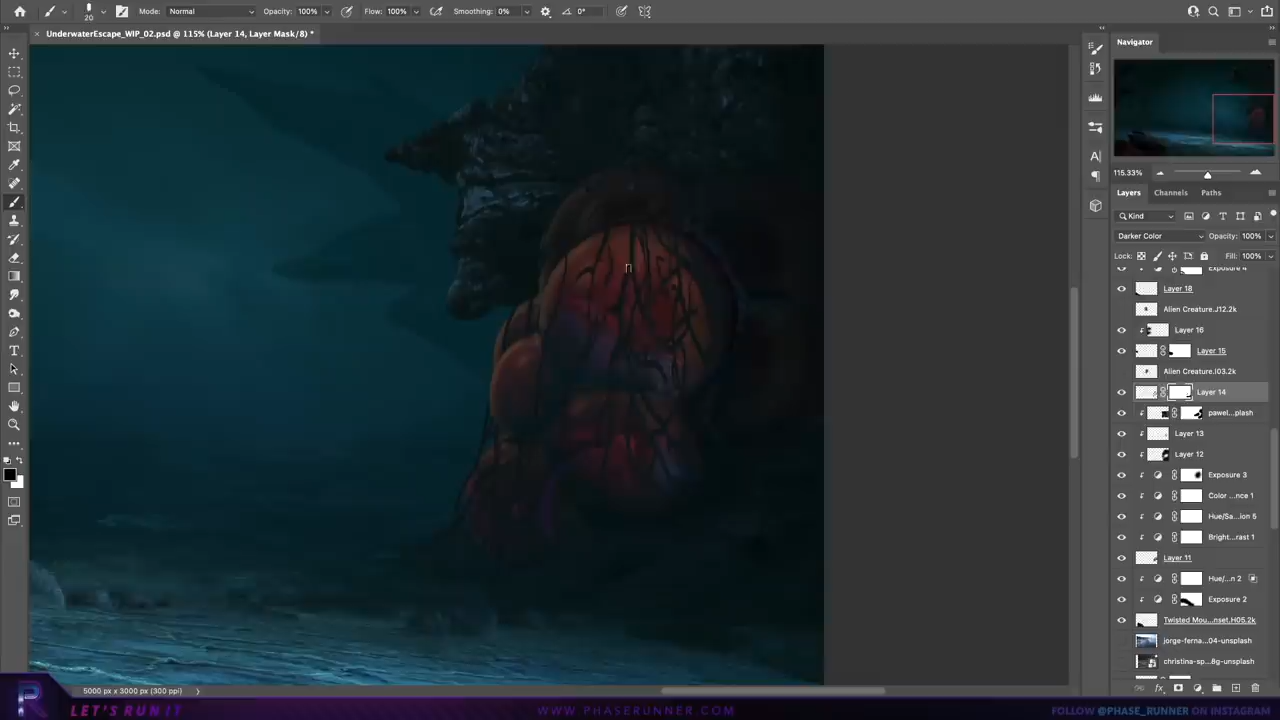 20 Mode: Normal Opacity: 100% Flow: 100% Smoothing: 0% 0°
UnderwaterEscape_WIP_02.psd @ 115% (Layer 14, Layer Mask/8) *
Navigator
115.33%
Layers Channels Paths
Kind
Darker Color Opacity: 100%
Lock: Fill: 100%
Exposure 4
Layer 18
Alien Creature.J12.2k
Layer 16
Layer 15
Alien Creature.I03.2k
Layer 14
pawel...plash
Layer 13
Layer 12
Exposure 3
Color ...nce 1
Hue/Sa...ion 5
Bright...rast 1
Layer 11
Hue/...n 2
Exposure 2
Twisted Mou...nset.H05.2k
jorge-ferna...04-unsplash
christina-sp...8g-unsplash
5000 px x 3000 px (300 ppi)
R LET'S RUN IT WWW.PHASERUNNER.COM FOLLOW @PHASE_RUNNER ON INSTAGRAM